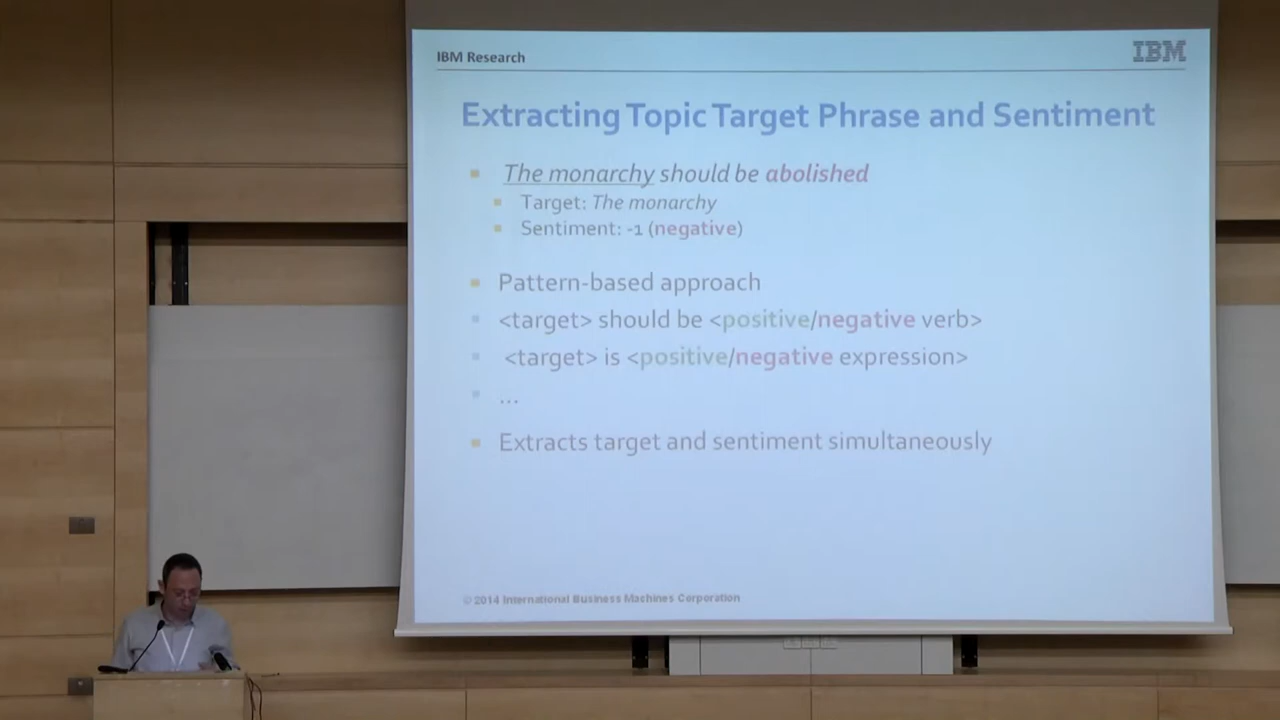 IBM Research
IBM
Extracting Topic Target Phrase and Sentiment
The monarchy should be abolished
Target: The monarchy
Sentiment: -1 (negative)
Pattern-based approach
<target> should be <positive/negative verb>
<target> is <positive/negative expression>
...
Extracts target and sentiment simultaneously
© 2014 International Business Machines Corporation